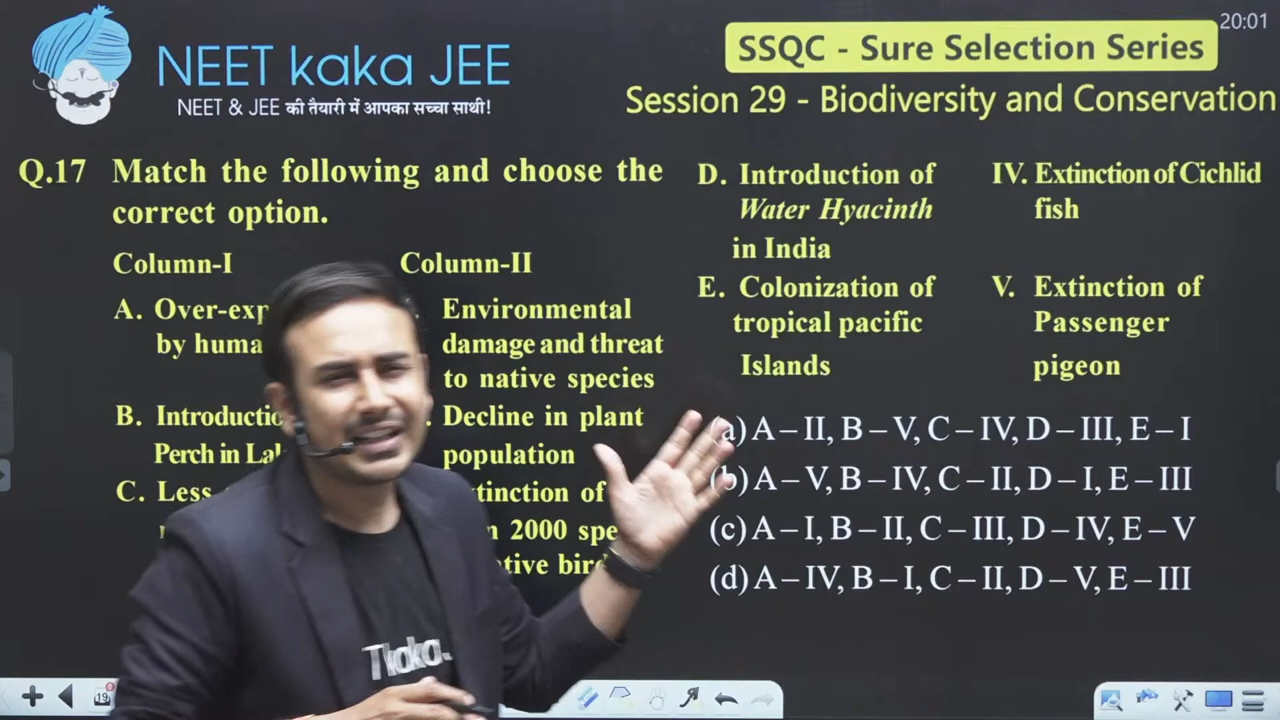 20:01
NEET kaka JEE
NEET & JEE की तैयारी में आपका सच्चा साथी!
SSQC - Sure Selection Series
Session 29 - Biodiversity and Conservation
Q.17 Match the following and choose the
correct option.
Column-I Column-II
A. Over-exp
by huma
Environmental
damage and threat
to native species
B. Introductio
Perch in La
Decline in plant
population
C. Less
tinction of
2000 spe
tive bir
D. Introduction of
Water Hyacinth
in India
IV. Extinction of Cichlid
fish
E. Colonization of
tropical pacific
Islands
V. Extinction of
Passenger
pigeon
(a) A – II, B – V, C – IV, D – III, E – I
(b) A – V, B – IV, C – II, D – I, E – III
(c) A – I, B – II, C – III, D – IV, E – V
(d) A – IV, B – I, C – II, D – V, E – III
19